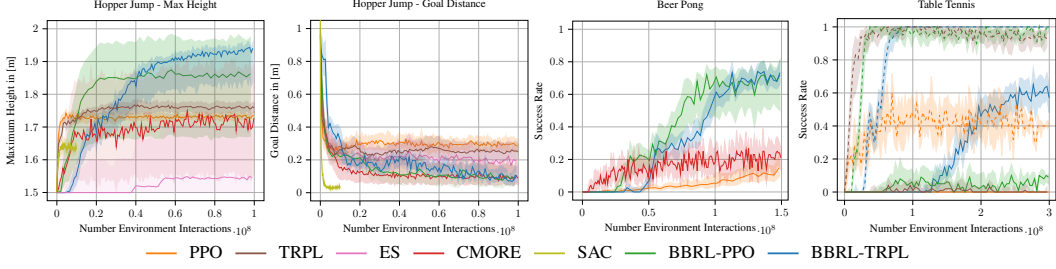 Hopper Jump - Max Height
Maximum Height in [m]
2
1.9
1.8
1.7
1.6
1.5
0 0.2 0.4 0.6 0.8 1
Number Environment Interactions ·10⁸
Hopper Jump - Goal Distance
Goal Distance in [m]
1
0.8
0.6
0.4
0.2
0
0 0.2 0.4 0.6 0.8 1
Number Environment Interactions ·10⁸
Beer Pong
Success Rate
1
0.8
0.6
0.4
0.2
0
0 0.5 1 1.5
Number Environment Interactions ·10⁸
Table Tennis
Success Rate
1
0.8
0.6
0.4
0.2
0
0 1 2 3
Number Environment Interactions ·10⁸
PPO TRPL ES CMORE SAC BBRL-PPO BBRL-TRPL